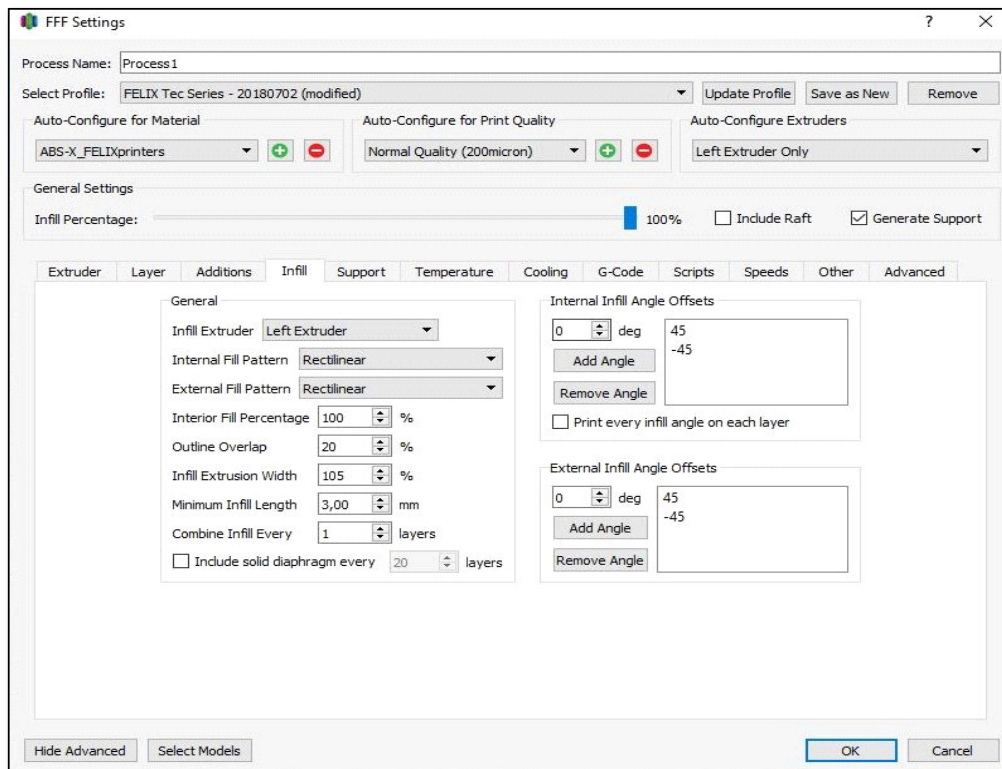 FFF Settings ?
Process Name: Process1
Select Profile: FELIX Tec Series - 20180702 (modified) Update Profile Save as New Remove
Auto-Configure for Material Auto-Configure for Print Quality Auto-Configure Extruders
ABS-X_FELIXprinters Normal Quality (200micron) Left Extruder Only
General Settings
Infill Percentage: 100% Include Raft Generate Support
Extruder Layer Additions Infill Support Temperature Cooling G-Code Scripts Speeds Other Advanced
General
Infill Extruder Left Extruder
Internal Fill Pattern Rectilinear
External Fill Pattern Rectilinear
Interior Fill Percentage 100 %
Outline Overlap 20 %
Infill Extrusion Width 105 %
Minimum Infill Length 3,00 mm
Combine Infill Every 1 layers
Include solid diaphragm every 20 layers
Internal Infill Angle Offsets
0 deg 45
-45
Add Angle
Remove Angle
Print every infill angle on each layer
External Infill Angle Offsets
0 deg 45
-45
Add Angle
Remove Angle
Hide Advanced Select Models OK Cancel